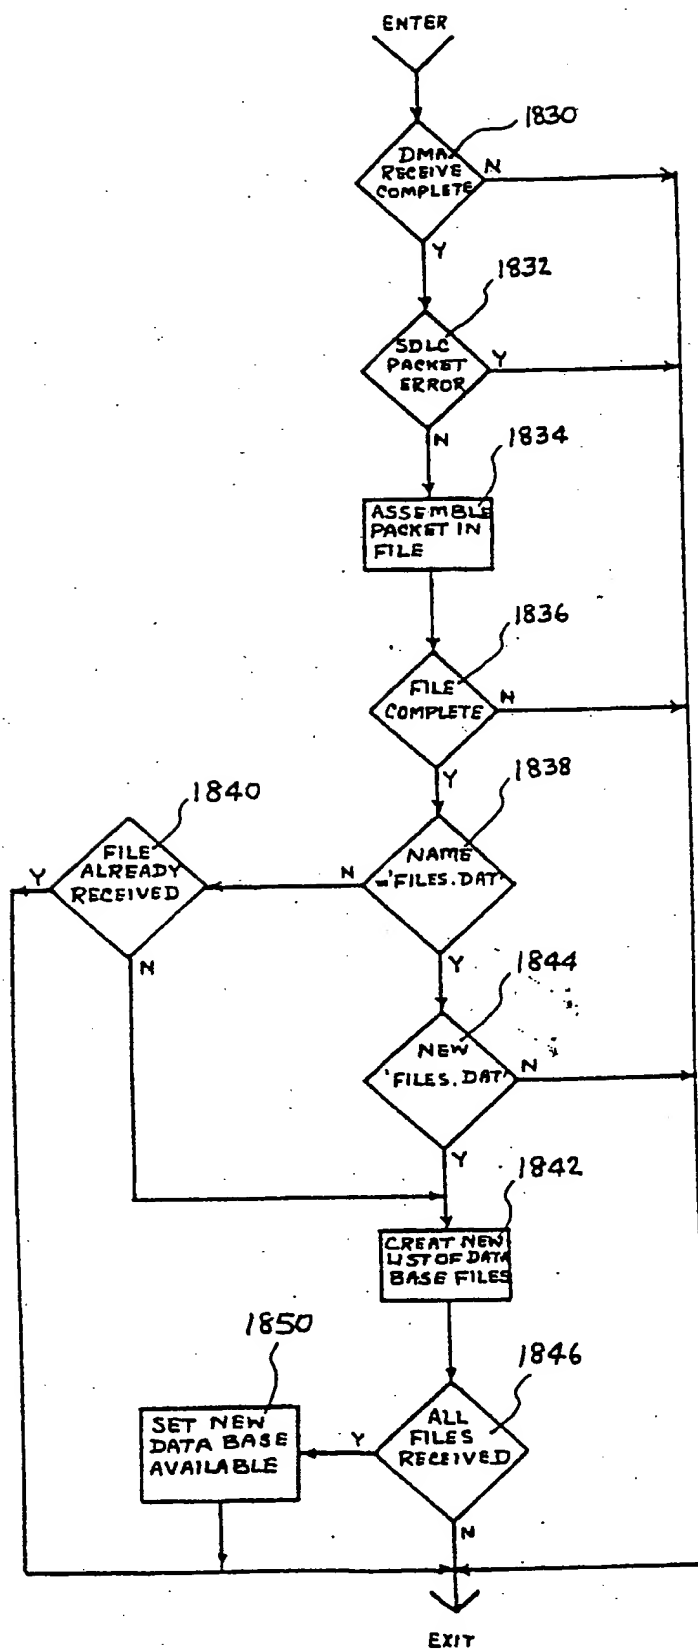 ENTER
1830
DMA
RECEIVE
COMPLETE
N
Y
1832
SDLC
PACKET
ERROR
Y
N
1834
ASSEMBLE
PACKET IN
FILE
1836
FILE
COMPLETE
N
Y
1838
NAME
='FILES.DAT'
N
Y
1840
FILE
ALREADY
RECEIVED
Y
N
1844
NEW
'FILES.DAT'
N
Y
1842
CREAT NEW
LIST OF DATA
BASE FILES
1846
ALL
FILES
RECEIVED
Y
N
1850
SET NEW
DATA BASE
AVAILABLE
EXIT